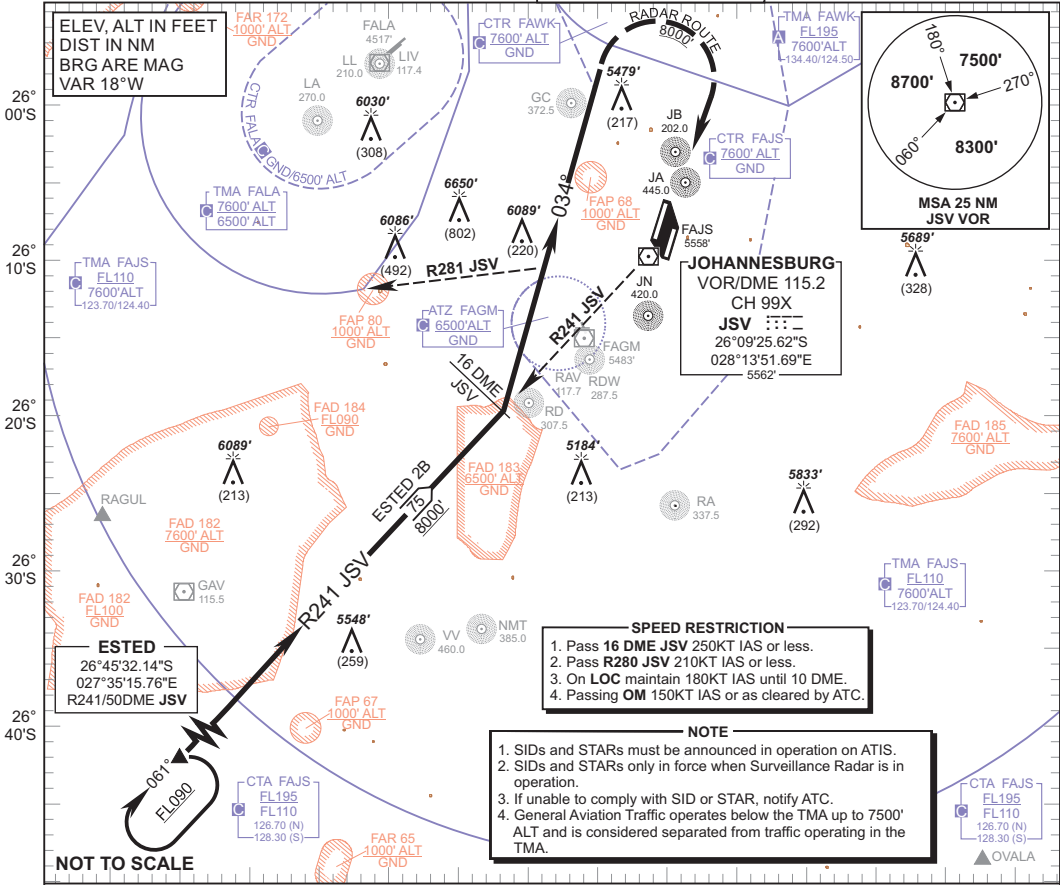 ELEV, ALT IN FEET
DIST IN NM
BRG ARE MAG
VAR 18°W
FAR 172
1000' ALT
GND
FALA
4517'
LL
210.0
LIV
117.4
LA
270.0
CTR FALA C GND/6500' ALT
6030'
(308)
CTR FAWK
C 7600' ALT
GND
RADAR ROUTE
8000'
TMA FAWK
A FL195
7600'ALT
134.40/124.50
180°
7500'
8700'
270°
060°
8300'
MSA 25 NM
JSV VOR
26°
00'S
GC
372.5
5479'
(217)
JB
202.0
JA
445.0
CTR FAJS
C 7600' ALT
GND
TMA FALA
C 7600' ALT
6500' ALT
6650'
(802)
6086'
(492)
6089'
(220)
034°
FAP 68
1000' ALT
GND
FAJS
5558'
5689'
(328)
26°
10'S
TMA FAJS
C FL110
7600'ALT
123.70/124.40
R281 JSV
FAP 80
1000' ALT
GND
ATZ FAGM
C 6500'ALT
GND
R241 JSV
JN
420.0
JOHANNESBURG
VOR/DME 115.2
CH 99X
JSV
26°09'25.62"S
028°13'51.69"E
5562'
FAGM
5483'
16 DME
JSV
RAV
117.7
RDW
287.5
RD
307.5
26°
20'S
FAD 184
FL090
GND
6089'
(213)
FAD 183
6500' ALT
GND
5184'
(213)
FAD 185
7600' ALT
GND
5833'
(292)
RAGUL
FAD 182
7600' ALT
GND
ESTED 2B
75
8000'
RA
337.5
26°
30'S
GAV
115.5
FAD 182
FL100
GND
R241 JSV
TMA FAJS
C FL110
7600'ALT
123.70/124.40
5548'
(259)
VV
460.0
NMT
385.0
ESTED
26°45'32.14"S
027°35'15.76"E
R241/50DME JSV
SPEED RESTRICTION
1. Pass 16 DME JSV 250KT IAS or less.
2. Pass R280 JSV 210KT IAS or less.
3. On LOC maintain 180KT IAS until 10 DME.
4. Passing OM 150KT IAS or as cleared by ATC.
26°
40'S
FAP 67
1000' ALT
GND
NOTE
1. SIDs and STARs must be announced in operation on ATIS.
2. SIDs and STARs only in force when Surveillance Radar is in
operation.
3. If unable to comply with SID or STAR, notify ATC.
4. General Aviation Traffic operates below the TMA up to 7500'
ALT and is considered separated from traffic operating in the
TMA.
061°
FL090
CTA FAJS
C FL195
FL110
126.70 (N)
128.30 (S)
CTA FAJS
C FL195
FL110
126.70 (N)
128.30 (S)
FAR 65
1000' ALT
GND
NOT TO SCALE
OVALA